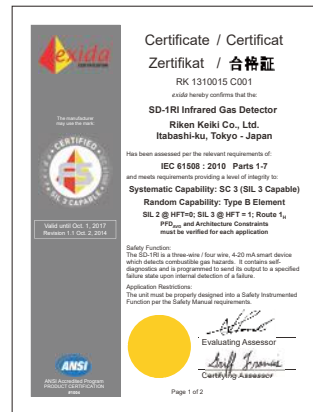 exida
CERTIFICATION
The manufacturer
may use the mark:
CERTIFIED
FS
SIL 3 CAPABLE
Valid until Oct. 1, 2017
Revision 1.1 Oct. 2, 2014
ANSI
ANSI Accredited Program
PRODUCT CERTIFICATION
Certificate / Certificat
Zertifikat / 合格証
RK 1310015 C001
exida hereby confirms that the:
SD-1RI Infrared Gas Detector
Riken Keiki Co., Ltd.
Itabashi-ku, Tokyo - Japan
Has been assessed per the relevant requirements of:
IEC 61508 : 2010 Parts 1-7
and meets requirements providing a level of integrity to:
Systematic Capability: SC 3 (SIL 3 Capable)
Random Capability: Type B Element
SIL 2 @ HFT=0; SIL 3 @ HFT = 1; Route 1H
PFDAVG and Architecture Constraints
must be verified for each application
Safety Function:
The SD-1RI is a three-wire / four wire, 4-20 mA smart device
which detects combustible gas hazards. It contains self-
diagnostics and is programmed to send its output to a specified
failure state upon internal detection of a failure.
Application Restrictions:
The unit must be properly designed into a Safety Instrumented
Function per the Safety Manual requirements.
Evaluating Assessor
Certifying Assessor
Page 1 of 2